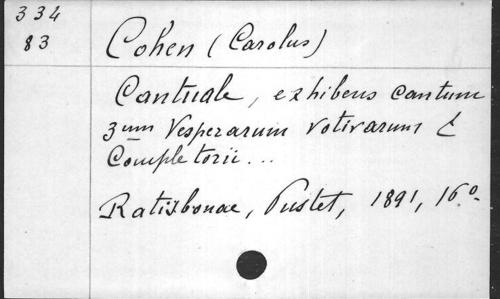 334
83
Cohen (Carolus)
Cantuale, exhibens cantum
3um Vesperarum votivarum &
Completorii...
Ratisbonae, Pustet, 1891, 16.o